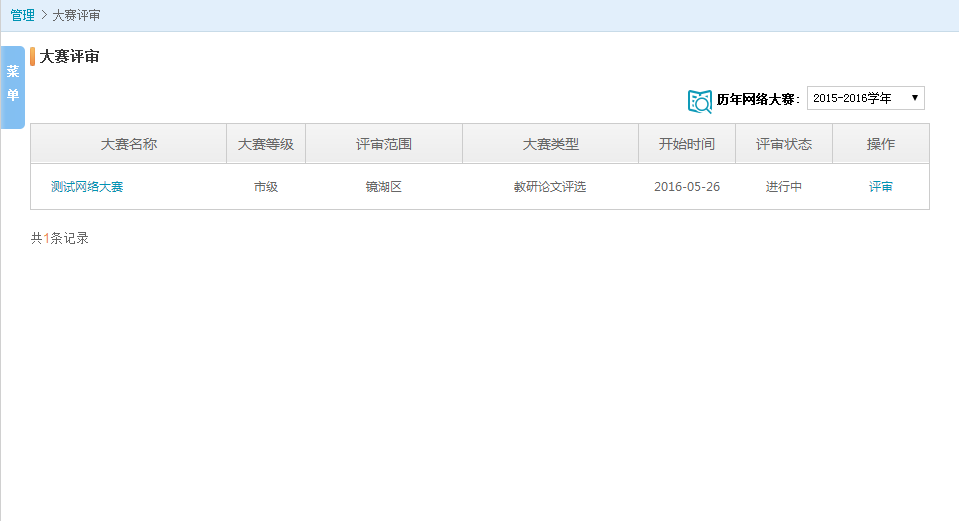 管理 > 大赛评审
菜单
大赛评审
历年网络大赛： 2015-2016学年
大赛名称 大赛等级 评审范围 大赛类型 开始时间 评审状态 操作
测试网络大赛 市级 镜湖区 教研论文评选 2016-05-26 进行中 评审
共1条记录